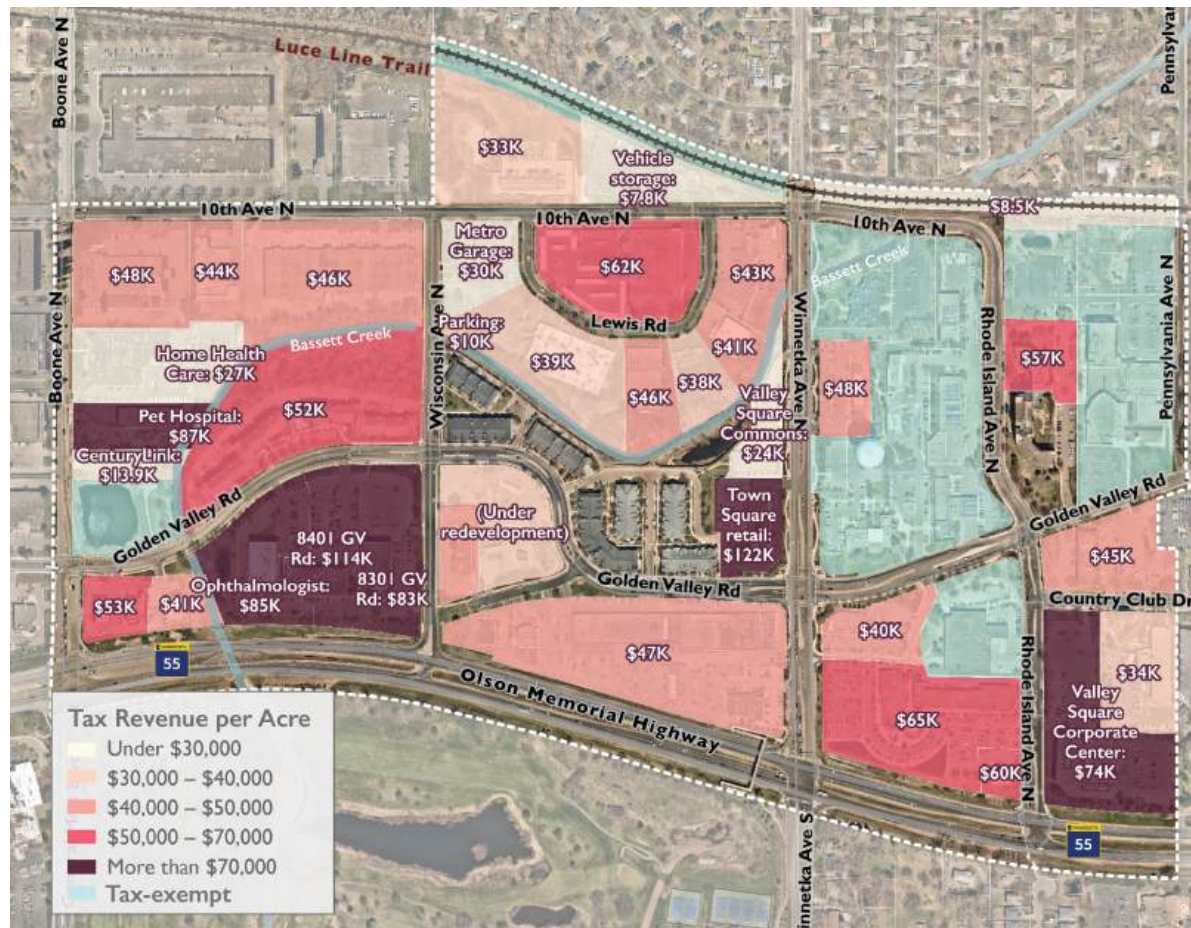 Boone Ave N
Luce Line Trail
Pennsylvan
Pennsylvania Ave N
$33K
Vehicle
storage:
$7.8K
10th Ave N
10th Ave N
10th Ave N
$8.5K
Metro
Garage:
$30K
$62K
$43K
Bassett Creek
$48K
$44K
$46K
Boone Ave N
Wisconsin Ave N
Winnetka Ave N
Rhode Island Ave N
Lewis Rd
Parking:
$10K
Bassett Creek
Home Health
Care: $27K
$39K
$41K
$38K
$46K
$48K
$57K
Pet Hospital:
$87K
$52K
Valley
Square
Commons:
$24K
CenturyLink:
$13.9K
Golden Valley Rd
(Under
redevelopment)
Town
Square
retail:
$122K
Golden Valley Rd
8401 GV
Rd: $114K
Ophthalmologist:
$85K
8301 GV
Rd: $83K
Golden Valley Rd
$45K
$53K
$41K
Country Club Dr
$40K
$47K
55
Olson Memorial Highway
Rhode Island Ave N
$34K
Valley
Square
Corporate
Center:
$74K
$65K
$60K
55
innetka Ave S
Tax Revenue per Acre
Under $30,000
$30,000 – $40,000
$40,000 – $50,000
$50,000 – $70,000
More than $70,000
Tax-exempt